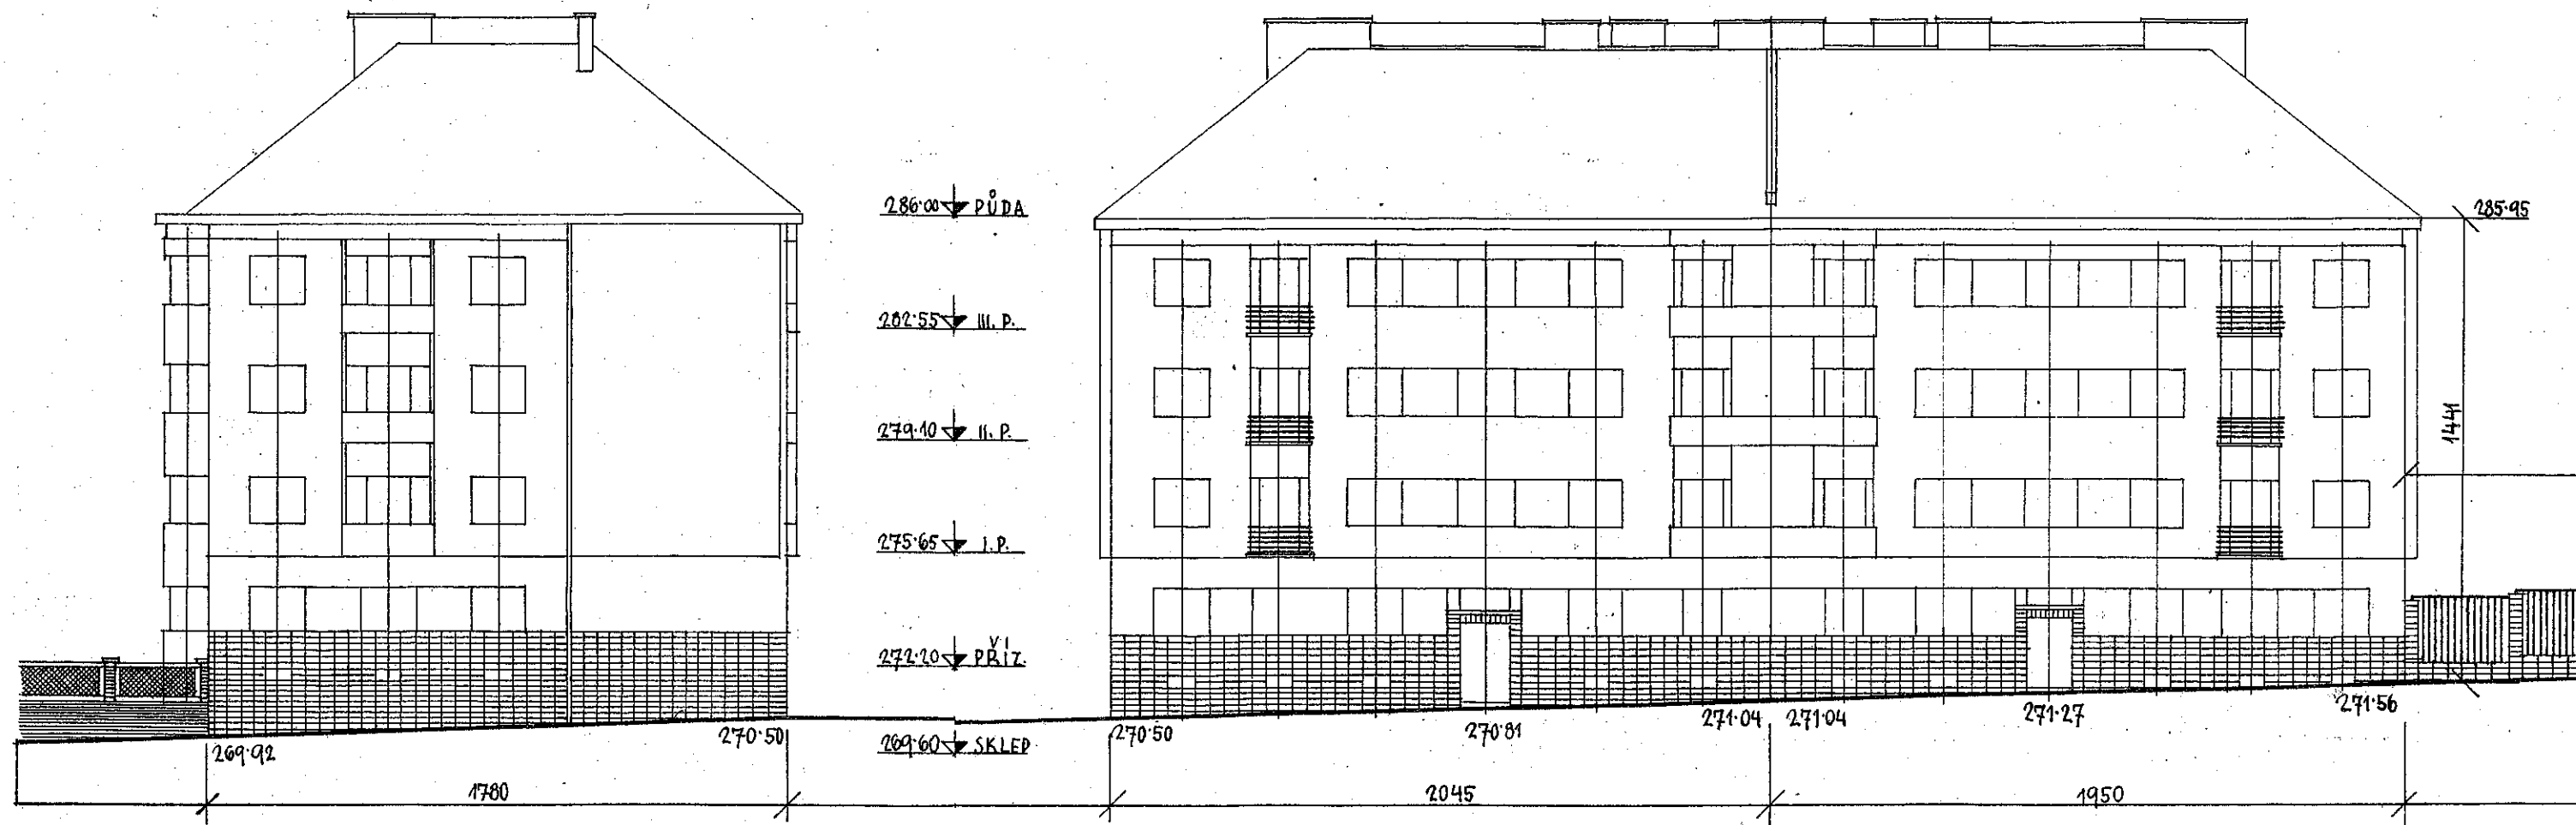 286·00 PŮDA
285·95
282·55 III. P.
279·10 II. P.
1441
275·65 I. P.
272·20 PŘÍZ.
269·92
270·50
269·60 SKLEP
270·50
270·81
271·04
271·04
271·27
271·56
1780
2045
1950